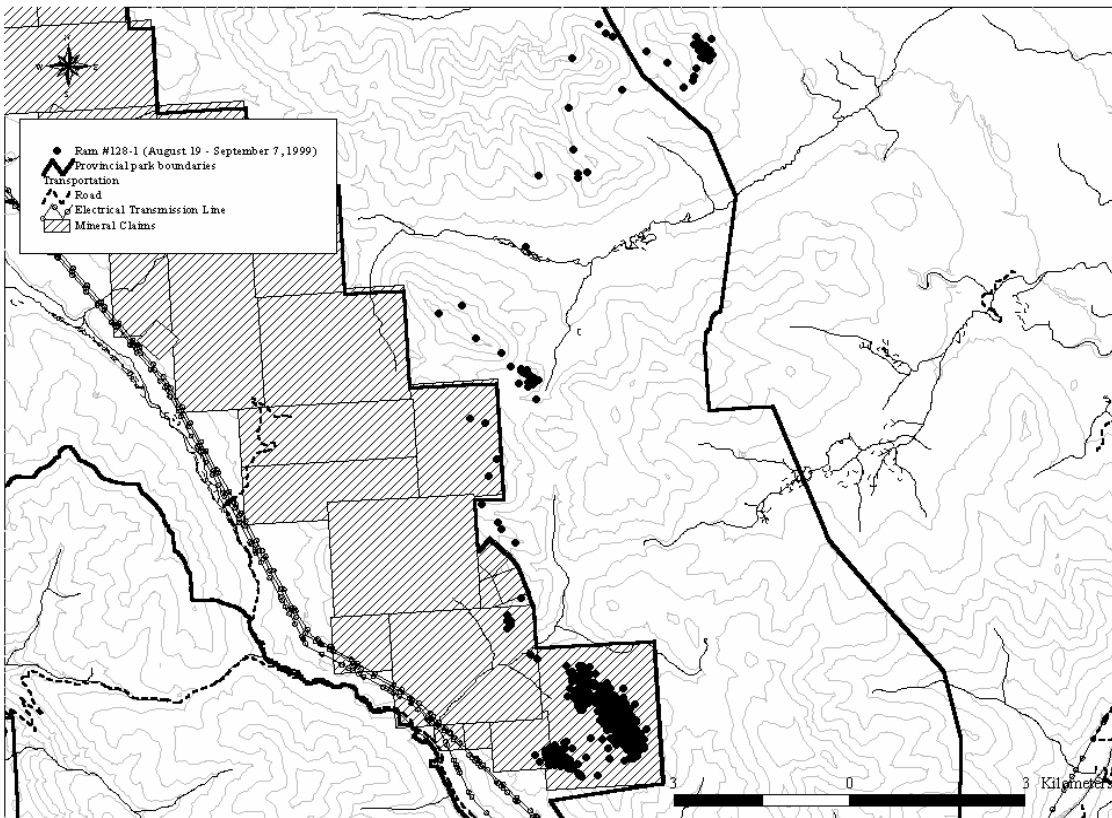 N
W E
S
Ram #128-1 (August 19 - September 7, 1999)
Provincial park boundaries
Transportation
Road
Electrical Transmission Line
Mineral Claims
3 0 3 Kilometers